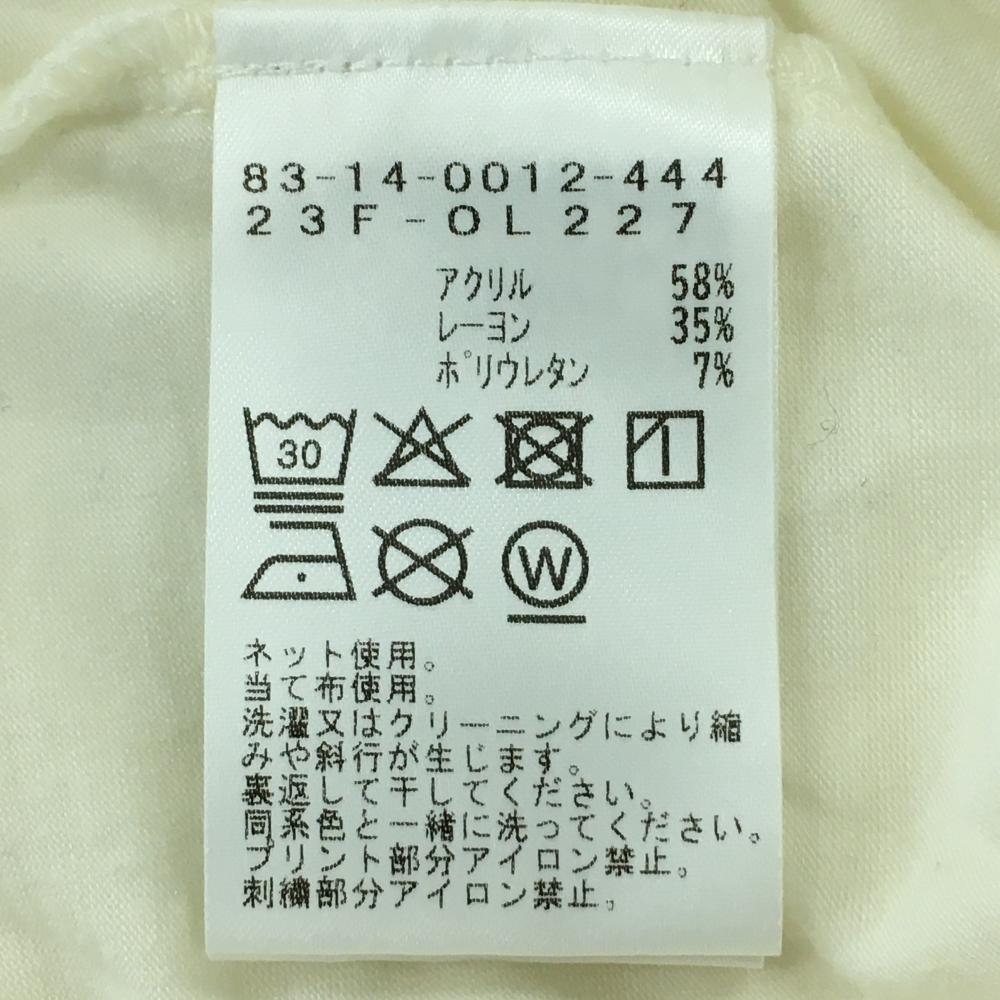 83-14-0012-444
23F-OL227
アクリル 58%
レーヨン 35%
ポリウレタン 7%
30
W
ネット使用。
当て布使用。
洗濯又はクリーニングにより縮
みや斜行が生じます。
裏返して干してください。
同系色と一緒に洗ってください。
プリント部分アイロン禁止。
刺繍部分アイロン禁止。